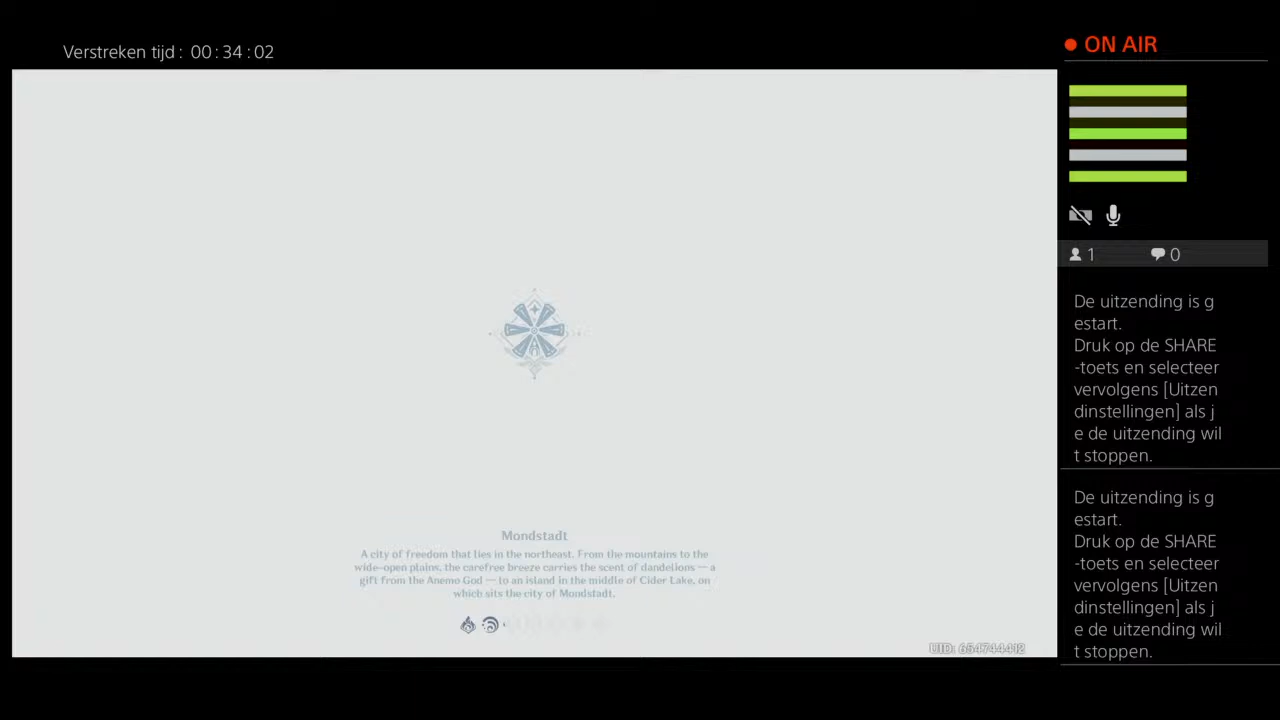 Verstreken tijd : 00 : 34 : 02
ON AIR
1
0
De uitzending is g
estart.
Druk op de SHARE
-toets en selecteer
vervolgens [Uitzen
dinstellingen] als j
e de uitzending wil
t stoppen.
De uitzending is g
estart.
Druk op de SHARE
-toets en selecteer
vervolgens [Uitzen
dinstellingen] als j
e de uitzending wil
t stoppen.
Mondstadt
A city of freedom that lies in the northeast. From the mountains to the
wide-open plains, the carefree breeze carries the scent of dandelions — a
gift from the Anemo God — to an island in the middle of Cider Lake, on
which sits the city of Mondstadt.
UID: 654744412